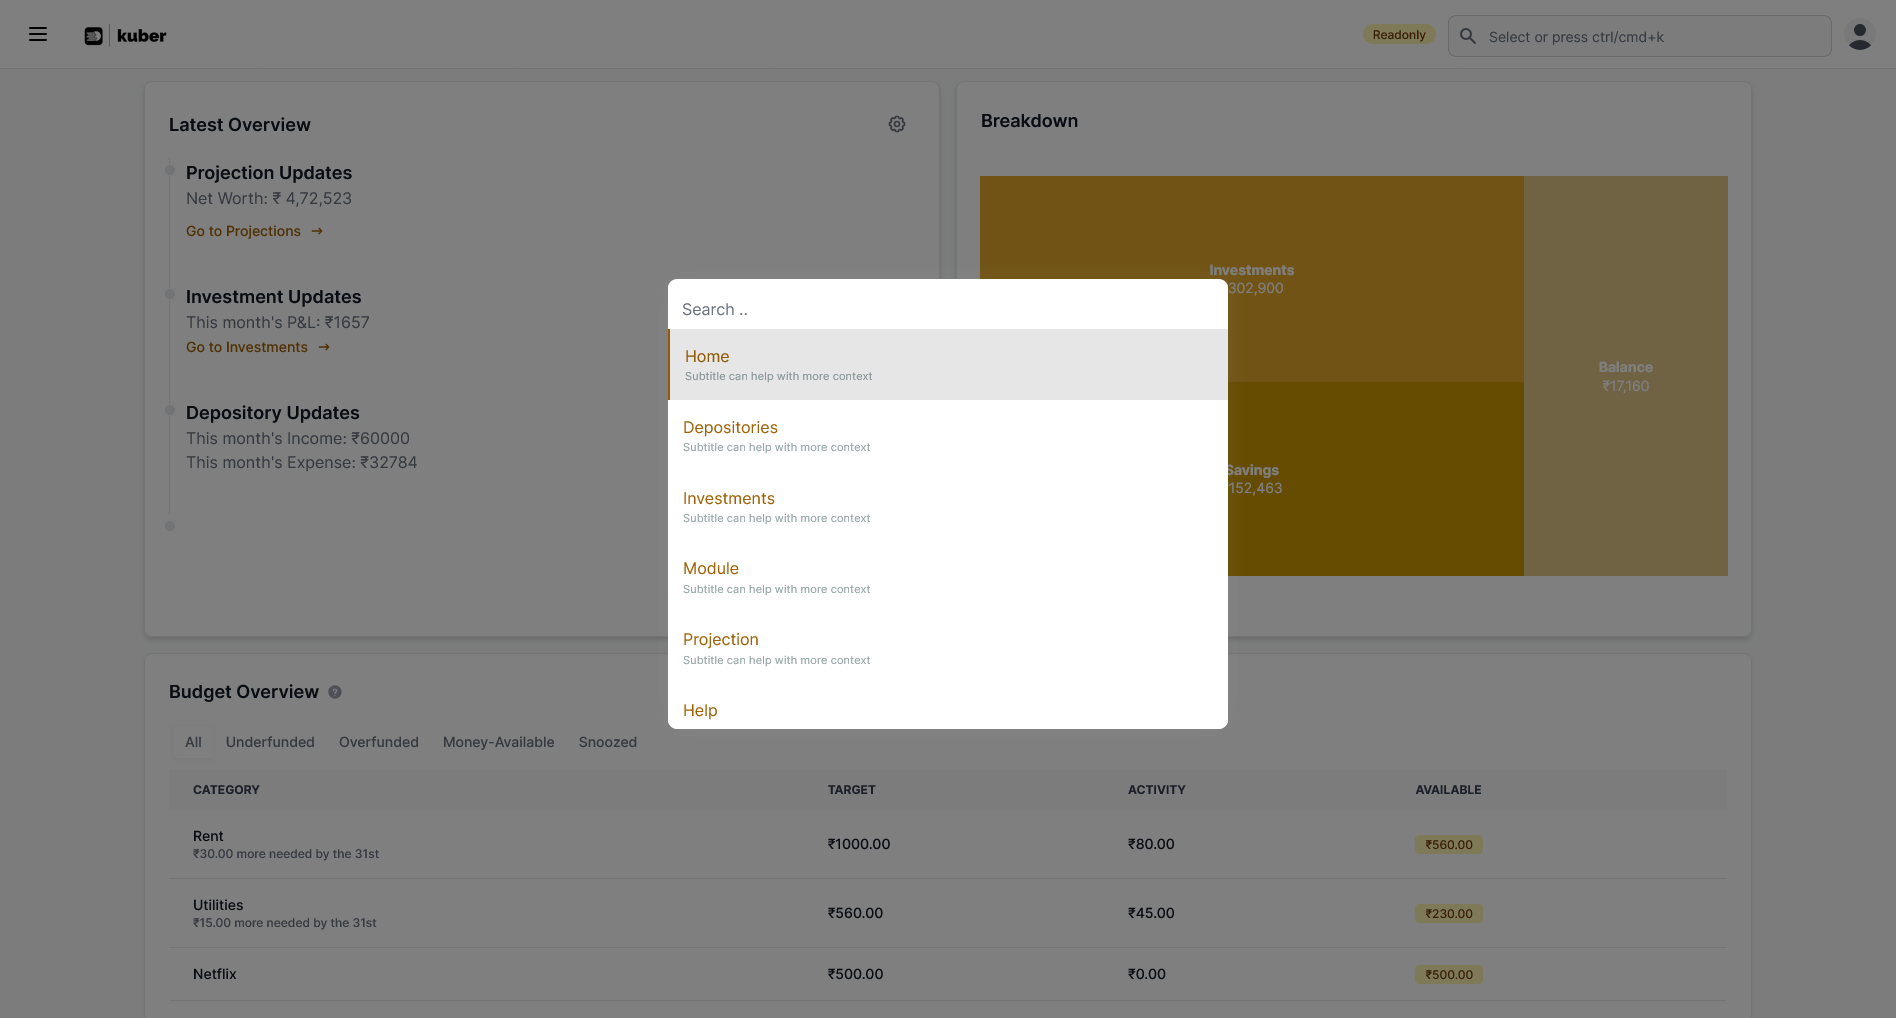 kuber
Readonly
Select or press ctrl/cmd+k
Latest Overview
Projection Updates
Net Worth: ₹ 4,72,523
Go to Projections →
Investment Updates
This month's P&L: ₹1657
Go to Investments →
Depository Updates
This month's Income: ₹60000
This month's Expense: ₹32784
Breakdown
Investments
302,900
Savings
152,463
Balance
₹17,160
Search ..
Home
Subtitle can help with more context
Depositories
Subtitle can help with more context
Investments
Subtitle can help with more context
Module
Subtitle can help with more context
Projection
Subtitle can help with more context
Help
Budget Overview ?
All Underfunded Overfunded Money-Available Snoozed
CATEGORY TARGET ACTIVITY AVAILABLE
Rent
₹30.00 more needed by the 31st
₹1000.00 ₹80.00 ₹560.00
Utilities
₹15.00 more needed by the 31st
₹560.00 ₹45.00 ₹230.00
Netflix ₹500.00 ₹0.00 ₹500.00